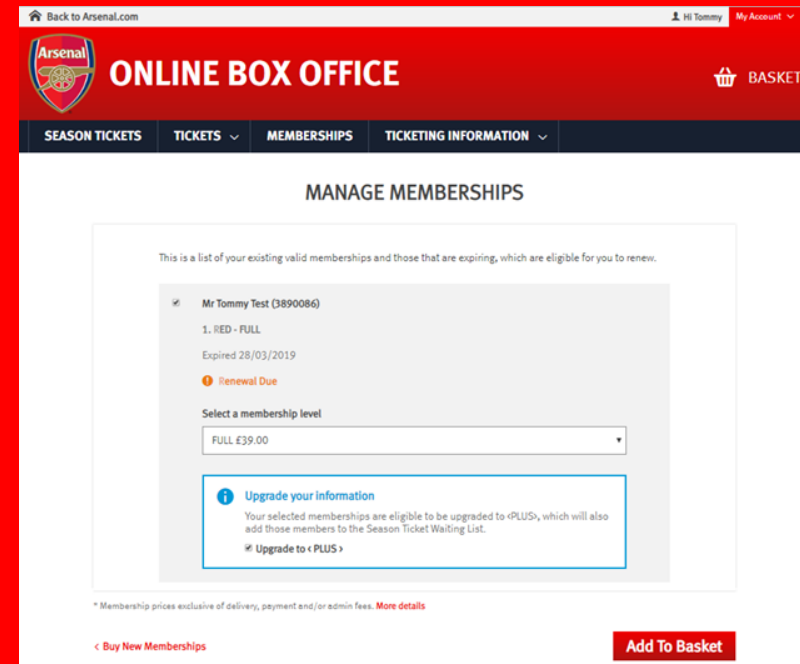 Back to Arsenal.com
Hi Tommy
My Account
Arsenal
ONLINE BOX OFFICE
BASKET
SEASON TICKETS
TICKETS
MEMBERSHIPS
TICKETING INFORMATION
MANAGE MEMBERSHIPS
This is a list of your existing valid memberships and those that are expiring, which are eligible for you to renew.
Mr Tommy Test (3890086)
1. RED - FULL
Expired 28/03/2019
Renewal Due
Select a membership level
FULL £39.00
Upgrade your information
Your selected memberships are eligible to be upgraded to <PLUS>, which will also
add those members to the Season Ticket Waiting List.
Upgrade to < PLUS >
* Membership prices exclusive of delivery, payment and/or admin fees. More details
< Buy New Memberships
Add To Basket